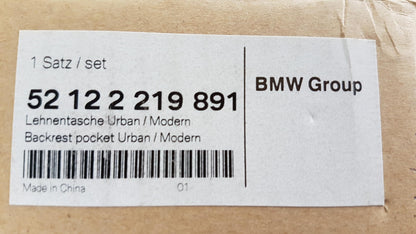 1 Satz / set
52 12 2 219 891
BMW Group
Lehnentasche Urban / Modern
Backrest pocket Urban / Modern
Made in China 01